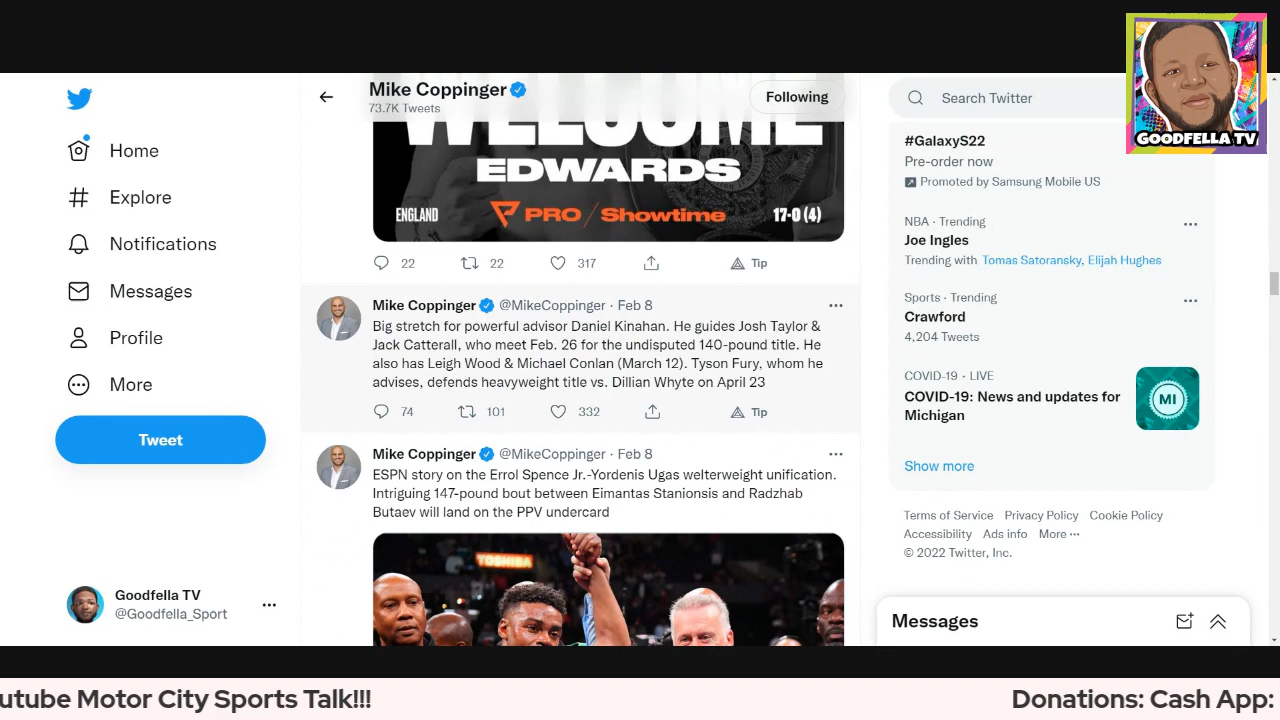 GOODFELLA TV
Mike Coppinger
73.7K Tweets
Following
Search Twitter
Home
Explore
Notifications
Messages
Profile
More
Tweet
Goodfella TV
@Goodfella_Sport
WELCOME
EDWARDS
ENGLAND
PRO / Showtime
17-0 (4)
22
22
317
Tip
Mike Coppinger @MikeCoppinger · Feb 8
Big stretch for powerful advisor Daniel Kinahan. He guides Josh Taylor &
Jack Catterall, who meet Feb. 26 for the undisputed 140-pound title. He
also has Leigh Wood & Michael Conlan (March 12). Tyson Fury, whom he
advises, defends heavyweight title vs. Dillian Whyte on April 23
74
101
332
Tip
Mike Coppinger @MikeCoppinger · Feb 8
ESPN story on the Errol Spence Jr.-Yordenis Ugas welterweight unification.
Intriguing 147-pound bout between Eimantas Stanionsis and Radzhab
Butaev will land on the PPV undercard
TOSHIBA
#GalaxyS22
Pre-order now
Promoted by Samsung Mobile US
NBA · Trending
Joe Ingles
Trending with Tomas Satoransky, Elijah Hughes
Sports · Trending
Crawford
4,204 Tweets
COVID-19 · LIVE
COVID-19: News and updates for
Michigan
MI
Show more
Terms of Service Privacy Policy Cookie Policy
Accessibility Ads info More ···
© 2022 Twitter, Inc.
Messages
utube Motor City Sports Talk!!!
Donations: Cash App: